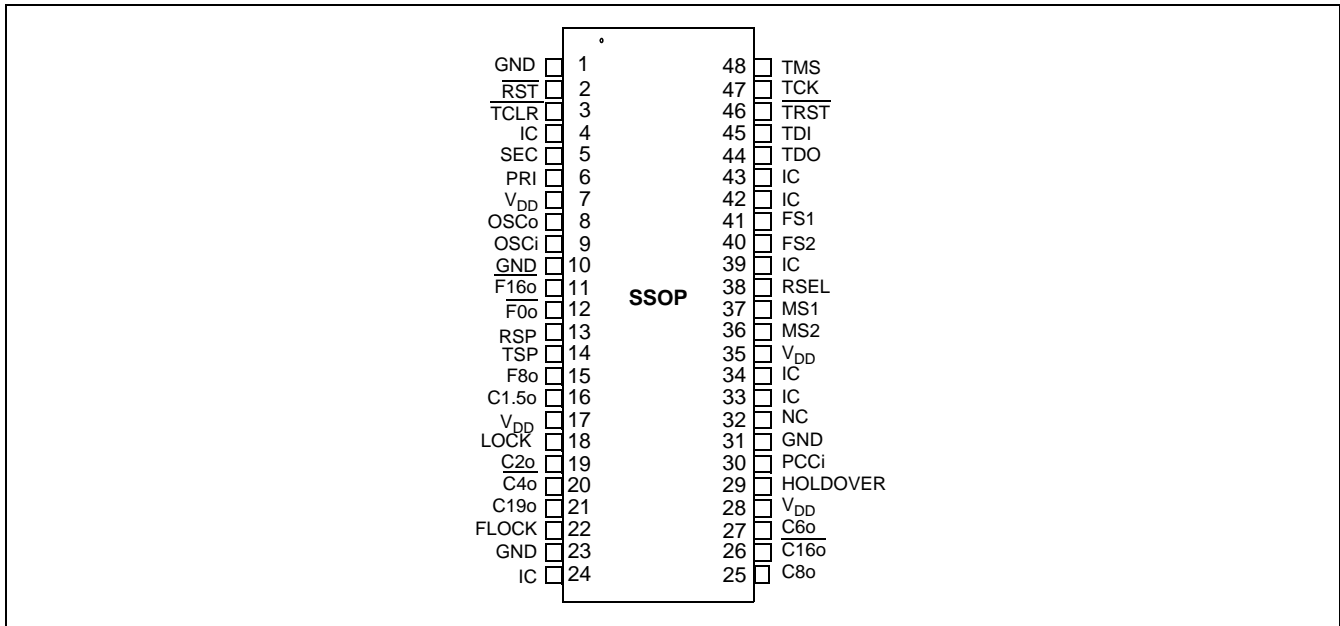 GND 1 48 TMS
RST 2 47 TCK
TCLR 3 46 TRST
IC 4 45 TDI
SEC 5 44 TDO
PRI 6 43 IC
VDD 7 42 IC
OSCo 8 41 FS1
OSCi 9 40 FS2
GND 10 39 IC
F16o 11 38 RSEL
SSOP
F0o 12 37 MS1
RSP 13 36 MS2
TSP 14 35 VDD
F8o 15 34 IC
C1.5o 16 33 IC
VDD 17 32 NC
LOCK 18 31 GND
C2o 19 30 PCCi
C4o 20 29 HOLDOVER
C19o 21 28 VDD
FLOCK 22 27 C6o
GND 23 26 C16o
IC 24 25 C8o